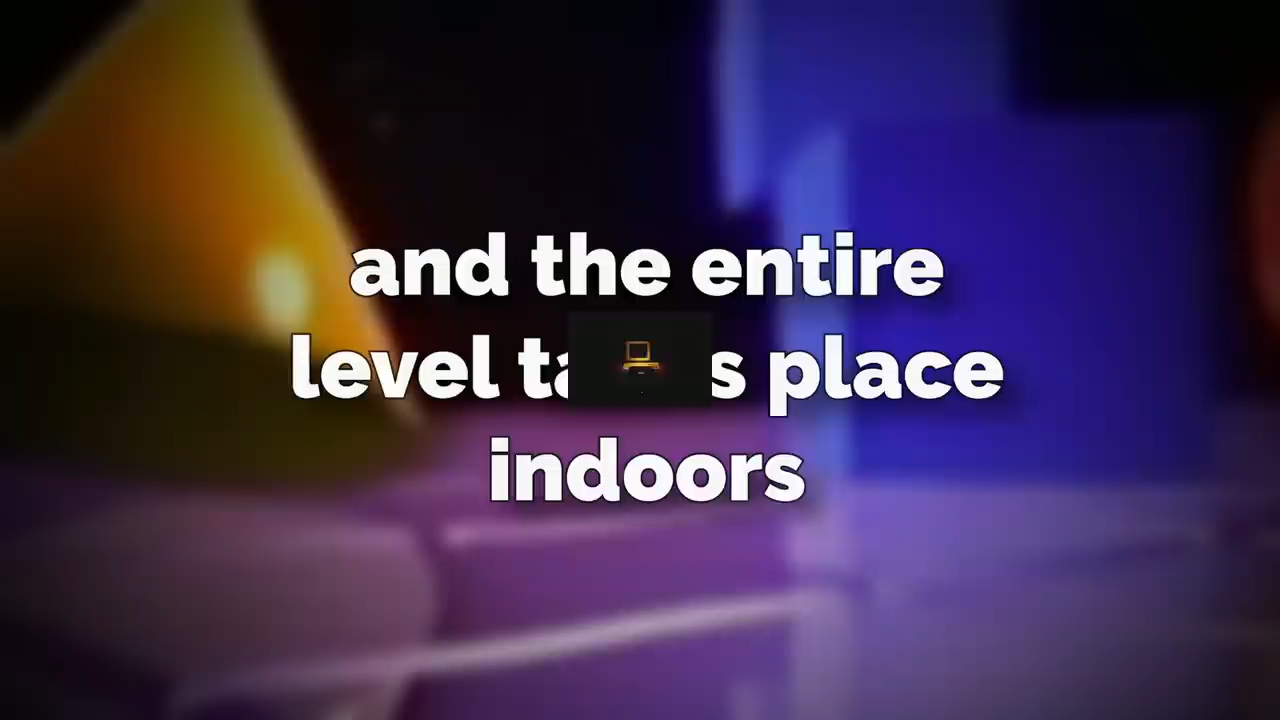 and the entire
level place
indoors